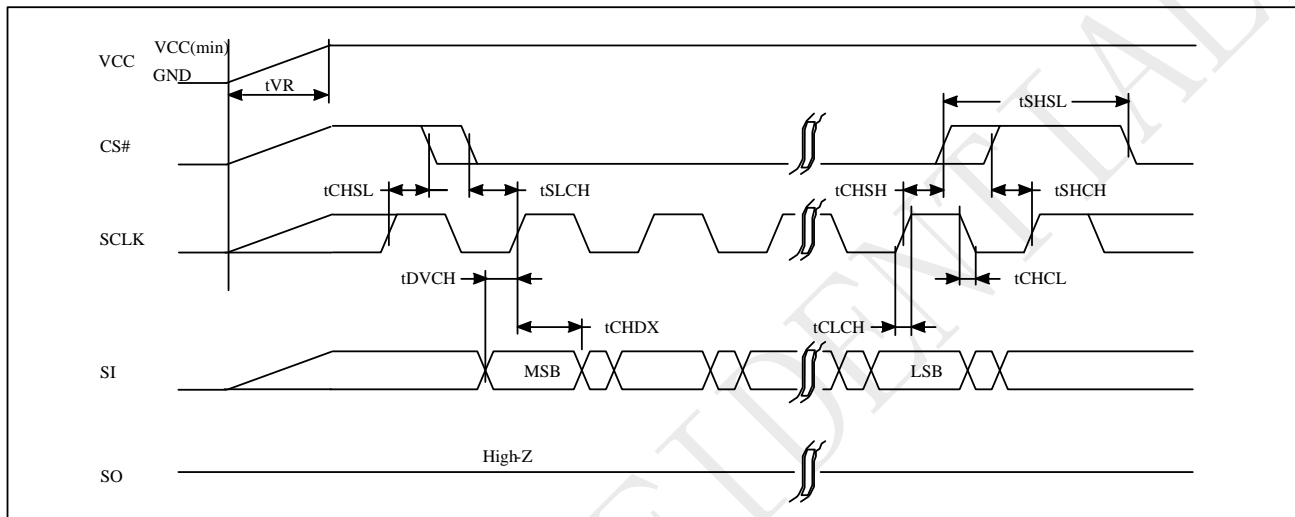 VCC(min)
VCC
GND
tVR
tSHSL
CS#
tCHSL
tSLCH
tCHSH
tSHCH
SCLK
tDVCH
tCHCL
tCHDX
tCLCH
SI
MSB
LSB
High-Z
SO
IDENTIAL